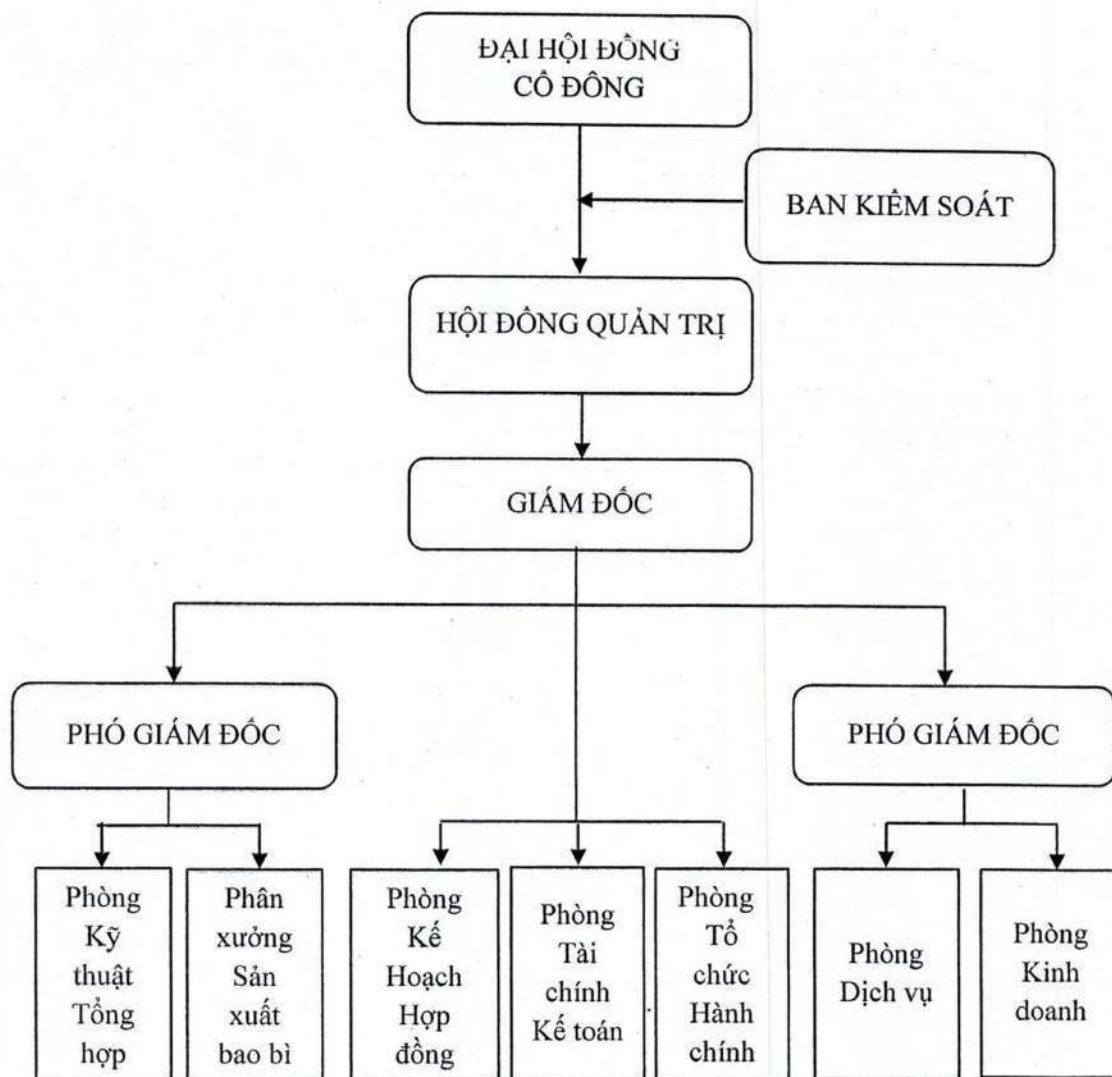 ĐẠI HỘI ĐỒNG
CỔ ĐÔNG
BAN KIỂM SOÁT
HỘI ĐỒNG QUẢN TRỊ
GIÁM ĐỐC
PHÓ GIÁM ĐỐC
PHÓ GIÁM ĐỐC
Phòng
Kỹ
thuật
Tổng
hợp
Phân
xưởng
Sản
xuất
bao bì
Phòng
Kế
Hoạch
Hợp
đồng
Phòng
Tài
chính
Kế toán
Phòng
Tổ
chức
Hành
chính
Phòng
Dịch vụ
Phòng
Kinh
doanh